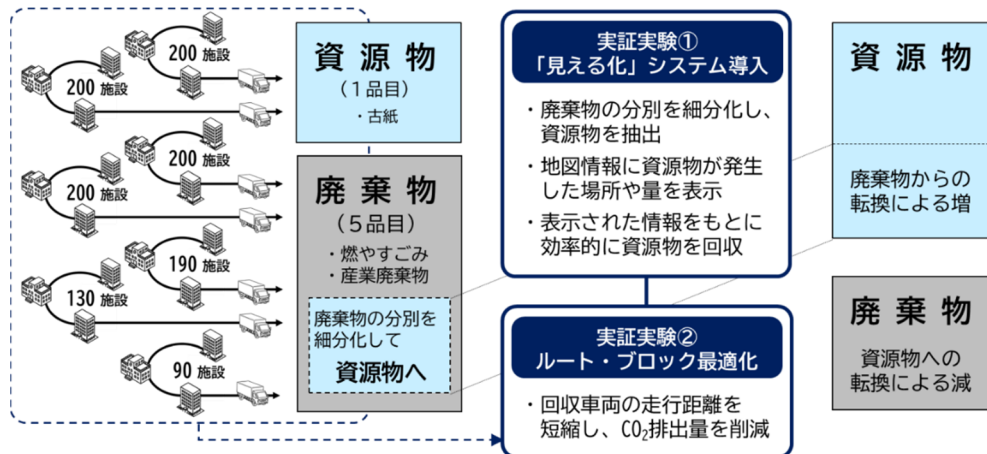 200 施設
200 施設
200 施設
200 施設
190 施設
130 施設
90 施設
資源物
(1品目)
・古紙
廃棄物
(5品目)
・燃やすごみ
・産業廃棄物
廃棄物の分別を
細分化して
資源物へ
実証実験①
「見える化」システム導入
・廃棄物の分別を細分化し、
資源物を抽出
・地図情報に資源物が発生
した場所や量を表示
・表示された情報をもとに
効率的に資源物を回収
実証実験②
ルート・ブロック最適化
・回収車両の走行距離を
短縮し、CO₂排出量を削減
資源物
廃棄物からの
転換による増
廃棄物
資源物への
転換による減